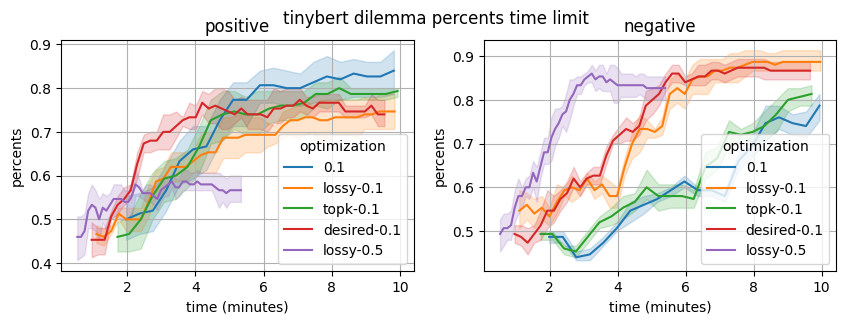 tinybert dilemma percents time limit
positive
percents
0.9
0.8
0.7
0.6
0.5
0.4
2
4
6
8
10
time (minutes)
optimization
0.1
lossy-0.1
topk-0.1
desired-0.1
lossy-0.5
negative
percents
0.9
0.8
0.7
0.6
0.5
2
4
6
8
10
time (minutes)
optimization
0.1
lossy-0.1
topk-0.1
desired-0.1
lossy-0.5